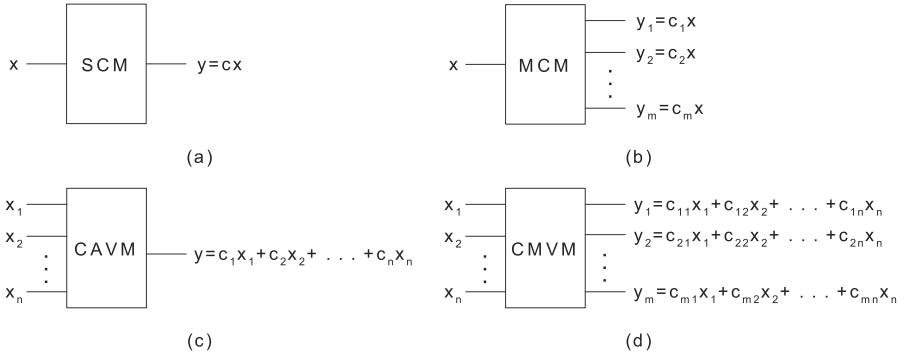 x
SCM
y=cx
(a)
x
MCM
y₁=c₁x
y₂=c₂x
yₘ=cₘx
(b)
x₁
x₂
xₙ
CAVM
y=c₁x₁+c₂x₂+ . . . +cₙxₙ
(c)
x₁
x₂
xₙ
CMVM
y₁=c₁₁x₁+c₁₂x₂+ . . . +c₁ₙxₙ
y₂=c₂₁x₁+c₂₂x₂+ . . . +c₂ₙxₙ
yₘ=cₘ₁x₁+cₘ₂x₂+ . . . +cₘₙxₙ
(d)